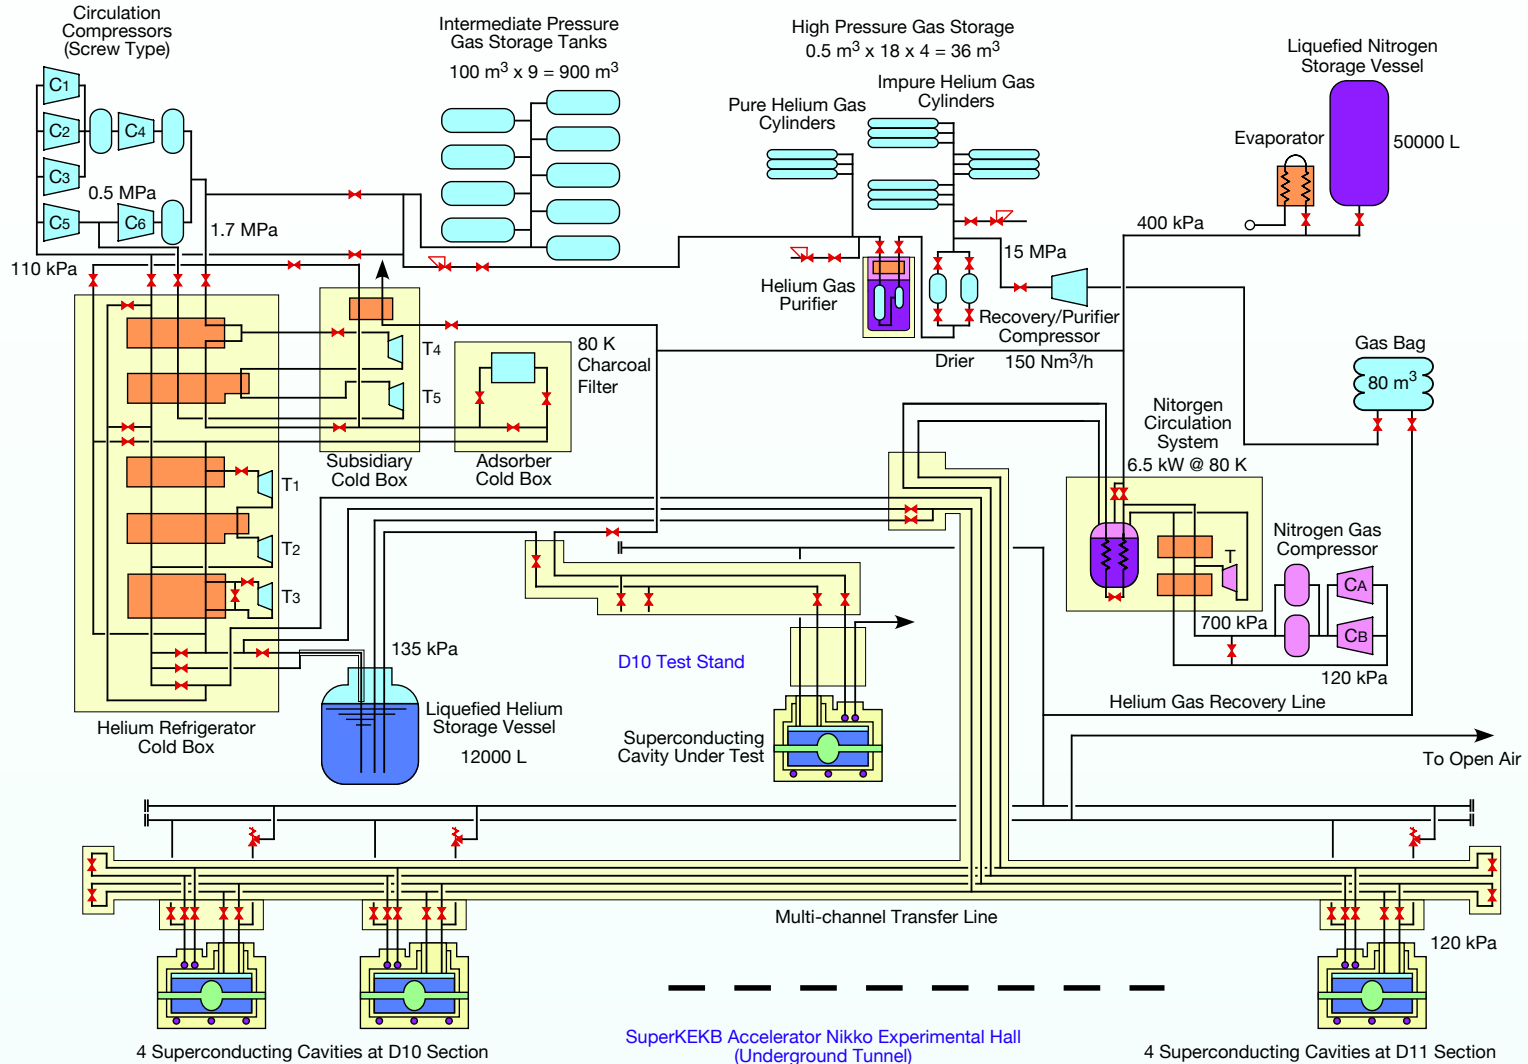 Circulation
Compressors
(Screw Type)
C1
C2
C4
C3
0.5 MPa
C5
C6
1.7 MPa
110 kPa
Intermediate Pressure
Gas Storage Tanks
100 m³ x 9 = 900 m³
High Pressure Gas Storage
0.5 m³ x 18 x 4 = 36 m³
Pure Helium Gas
Cylinders
Impure Helium Gas
Cylinders
Liquefied Nitrogen
Storage Vessel
Evaporator
50000 L
400 kPa
15 MPa
Helium Gas
Purifier
Recovery/Purifier
Compressor
150 Nm³/h
Drier
Gas Bag
80 m³
T4
T5
80 K
Charcoal
Filter
Subsidiary
Cold Box
Adsorber
Cold Box
T1
T2
T3
Nitorgen
Circulation
System
6.5 kW @ 80 K
Nitrogen Gas
Compressor
T
CA
CB
700 kPa
120 kPa
135 kPa
D10 Test Stand
Helium Gas Recovery Line
Helium Refrigerator
Cold Box
Liquefied Helium
Storage Vessel
12000 L
Superconducting
Cavity Under Test
To Open Air
Multi-channel Transfer Line
120 kPa
SuperKEKB Accelerator Nikko Experimental Hall
(Underground Tunnel)
4 Superconducting Cavities at D10 Section
4 Superconducting Cavities at D11 Section